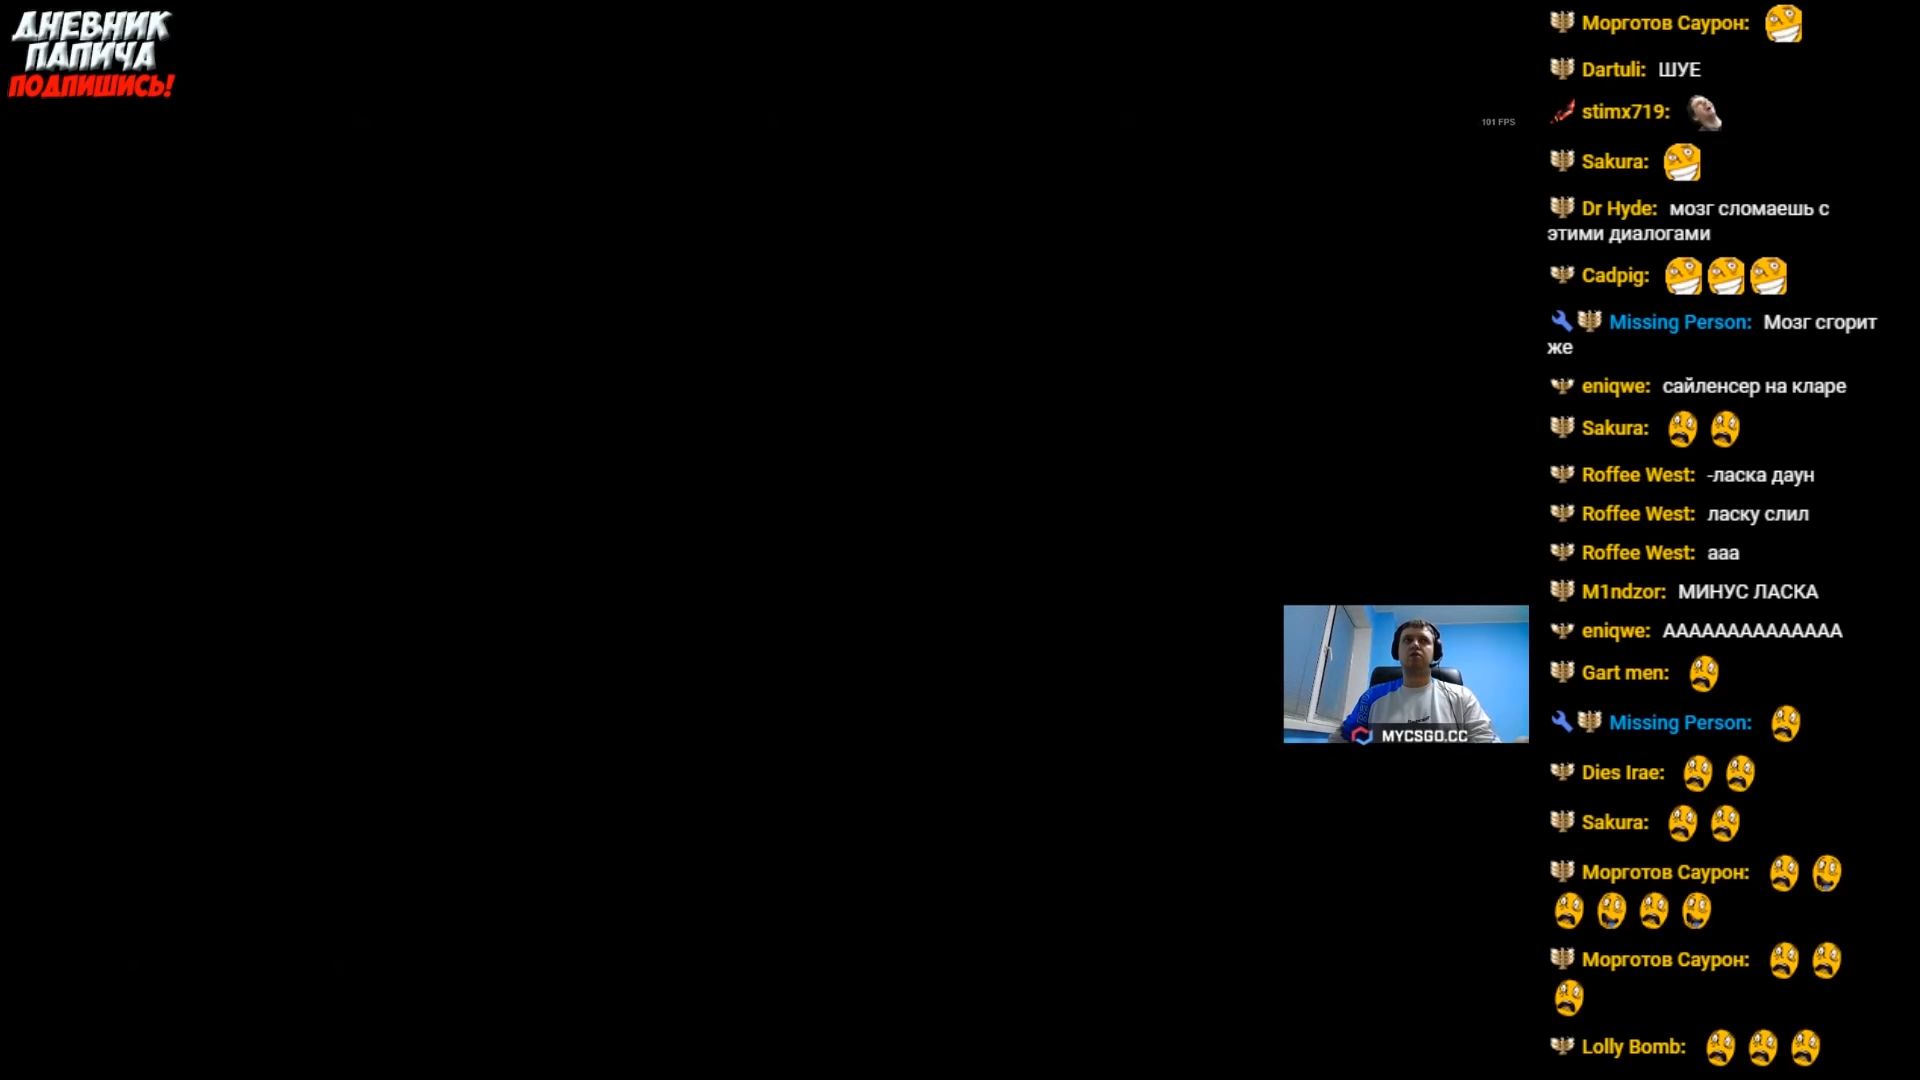 ДНЕВНИК
ПАПИЧА
ПОДПИШИСЬ!
101 FPS
Морготов Саурон:
Dartuli: ШУЕ
stimx719:
Sakura:
Dr Hyde: мозг сломаешь с
этими диалогами
Cadpig:
Missing Person: Мозг сгорит
же
eniqwe: сайленсер на кларе
Sakura:
Roffee West: -ласка даун
Roffee West: ласку слил
Roffee West: ааа
M1ndzor: МИНУС ЛАСКА
eniqwe: АААААААААААААА
Gart men:
Missing Person:
Dies Irae:
Sakura:
Морготов Саурон:
Морготов Саурон:
Lolly Bomb:
MYCSGO.CC